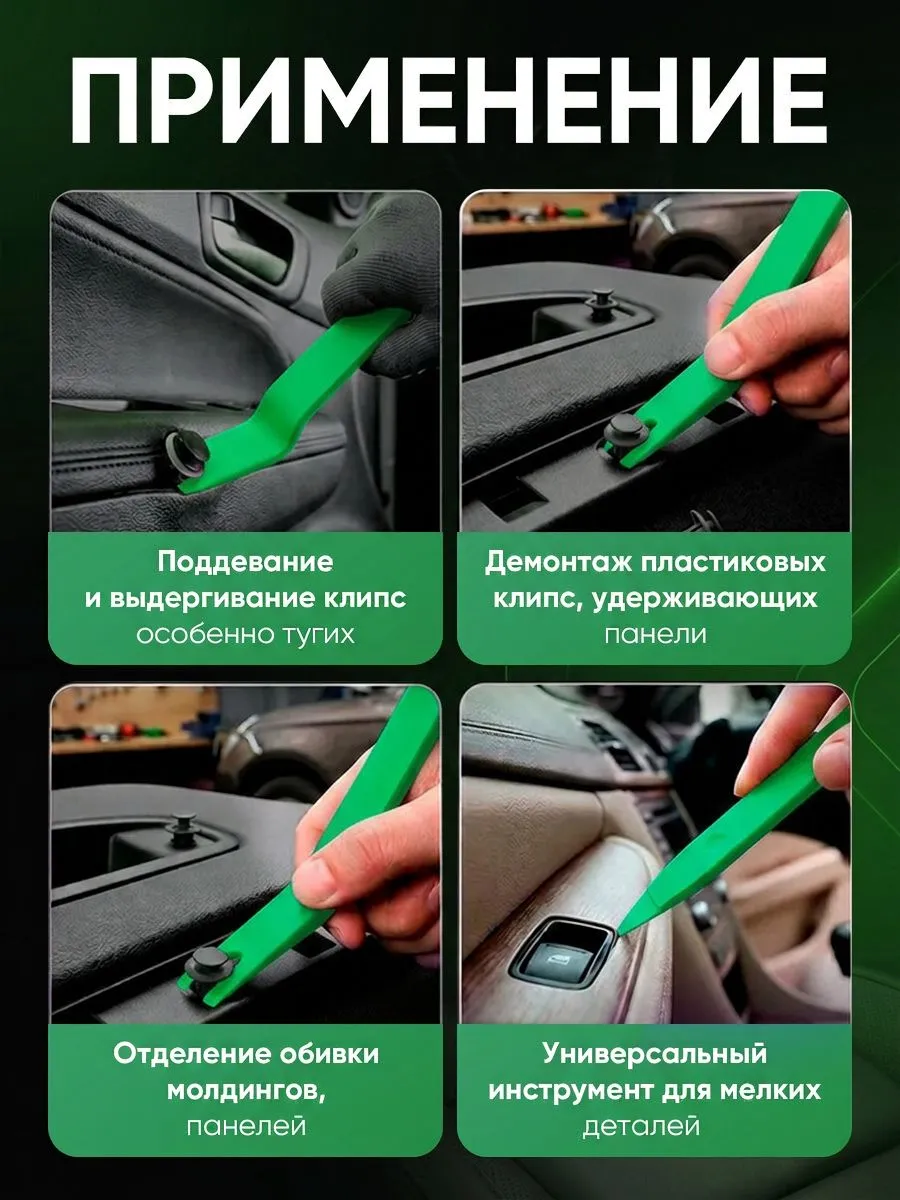 ПРИМЕНЕНИЕ
Поддевание
и выдергивание клипс
особенно тугих
Демонтаж пластиковых
клипс, удерживающих
панели
Отделение обивки
молдингов,
панелей
Универсальный
инструмент для мелких
деталей